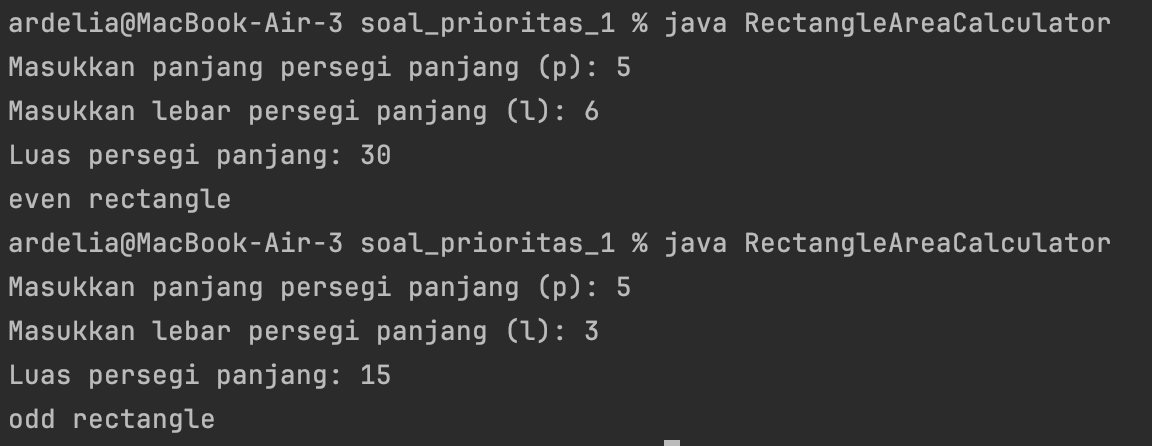 ardelia@MacBook-Air-3 soal_prioritas_1 % java RectangleAreaCalculator
Masukkan panjang persegi panjang (p): 5
Masukkan lebar persegi panjang (l): 6
Luas persegi panjang: 30
even rectangle
ardelia@MacBook-Air-3 soal_prioritas_1 % java RectangleAreaCalculator
Masukkan panjang persegi panjang (p): 5
Masukkan lebar persegi panjang (l): 3
Luas persegi panjang: 15
odd rectangle